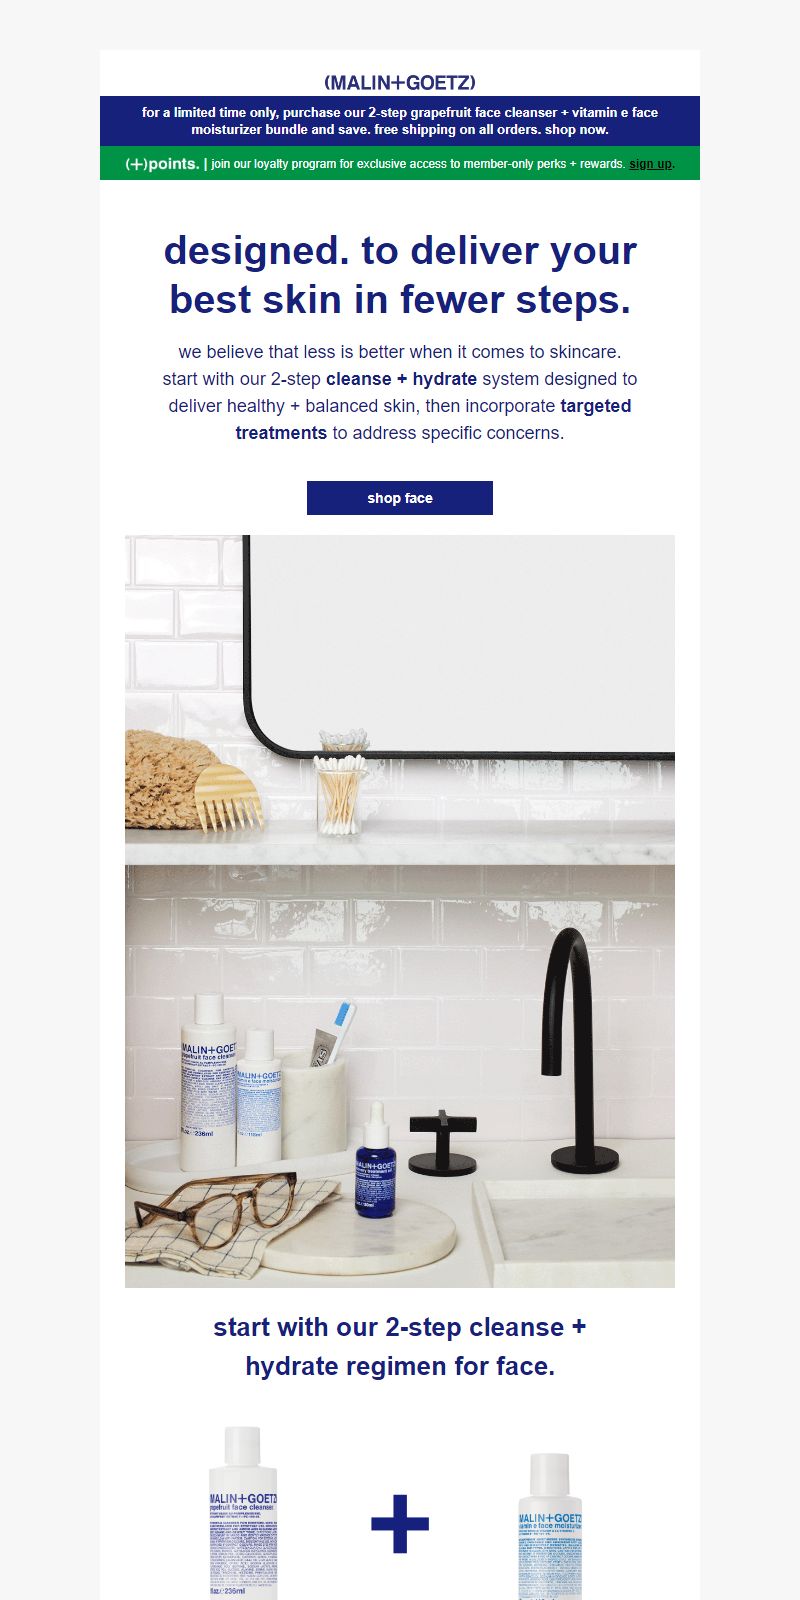 (MALIN+GOETZ)
for a limited time only, purchase our 2-step grapefruit face cleanser + vitamin e face
moisturizer bundle and save. free shipping on all orders. shop now.
(+)points. | join our loyalty program for exclusive access to member-only perks + rewards. sign up.
designed. to deliver your
best skin in fewer steps.
we believe that less is better when it comes to skincare.
start with our 2-step cleanse + hydrate system designed to
deliver healthy + balanced skin, then incorporate targeted
treatments to address specific concerns.
shop face
MALIN+GOET
grapefruit face cleanser
236ml
MALIN+GOETZ
vitamin e face moisturizer
MALIN+GOETZ
start with our 2-step cleanse +
hydrate regimen for face.
MALIN+GOETZ
grapefruit face cleanser
fl.oz./236ml
MALIN+GOETZ
vitamin e face moisturizer